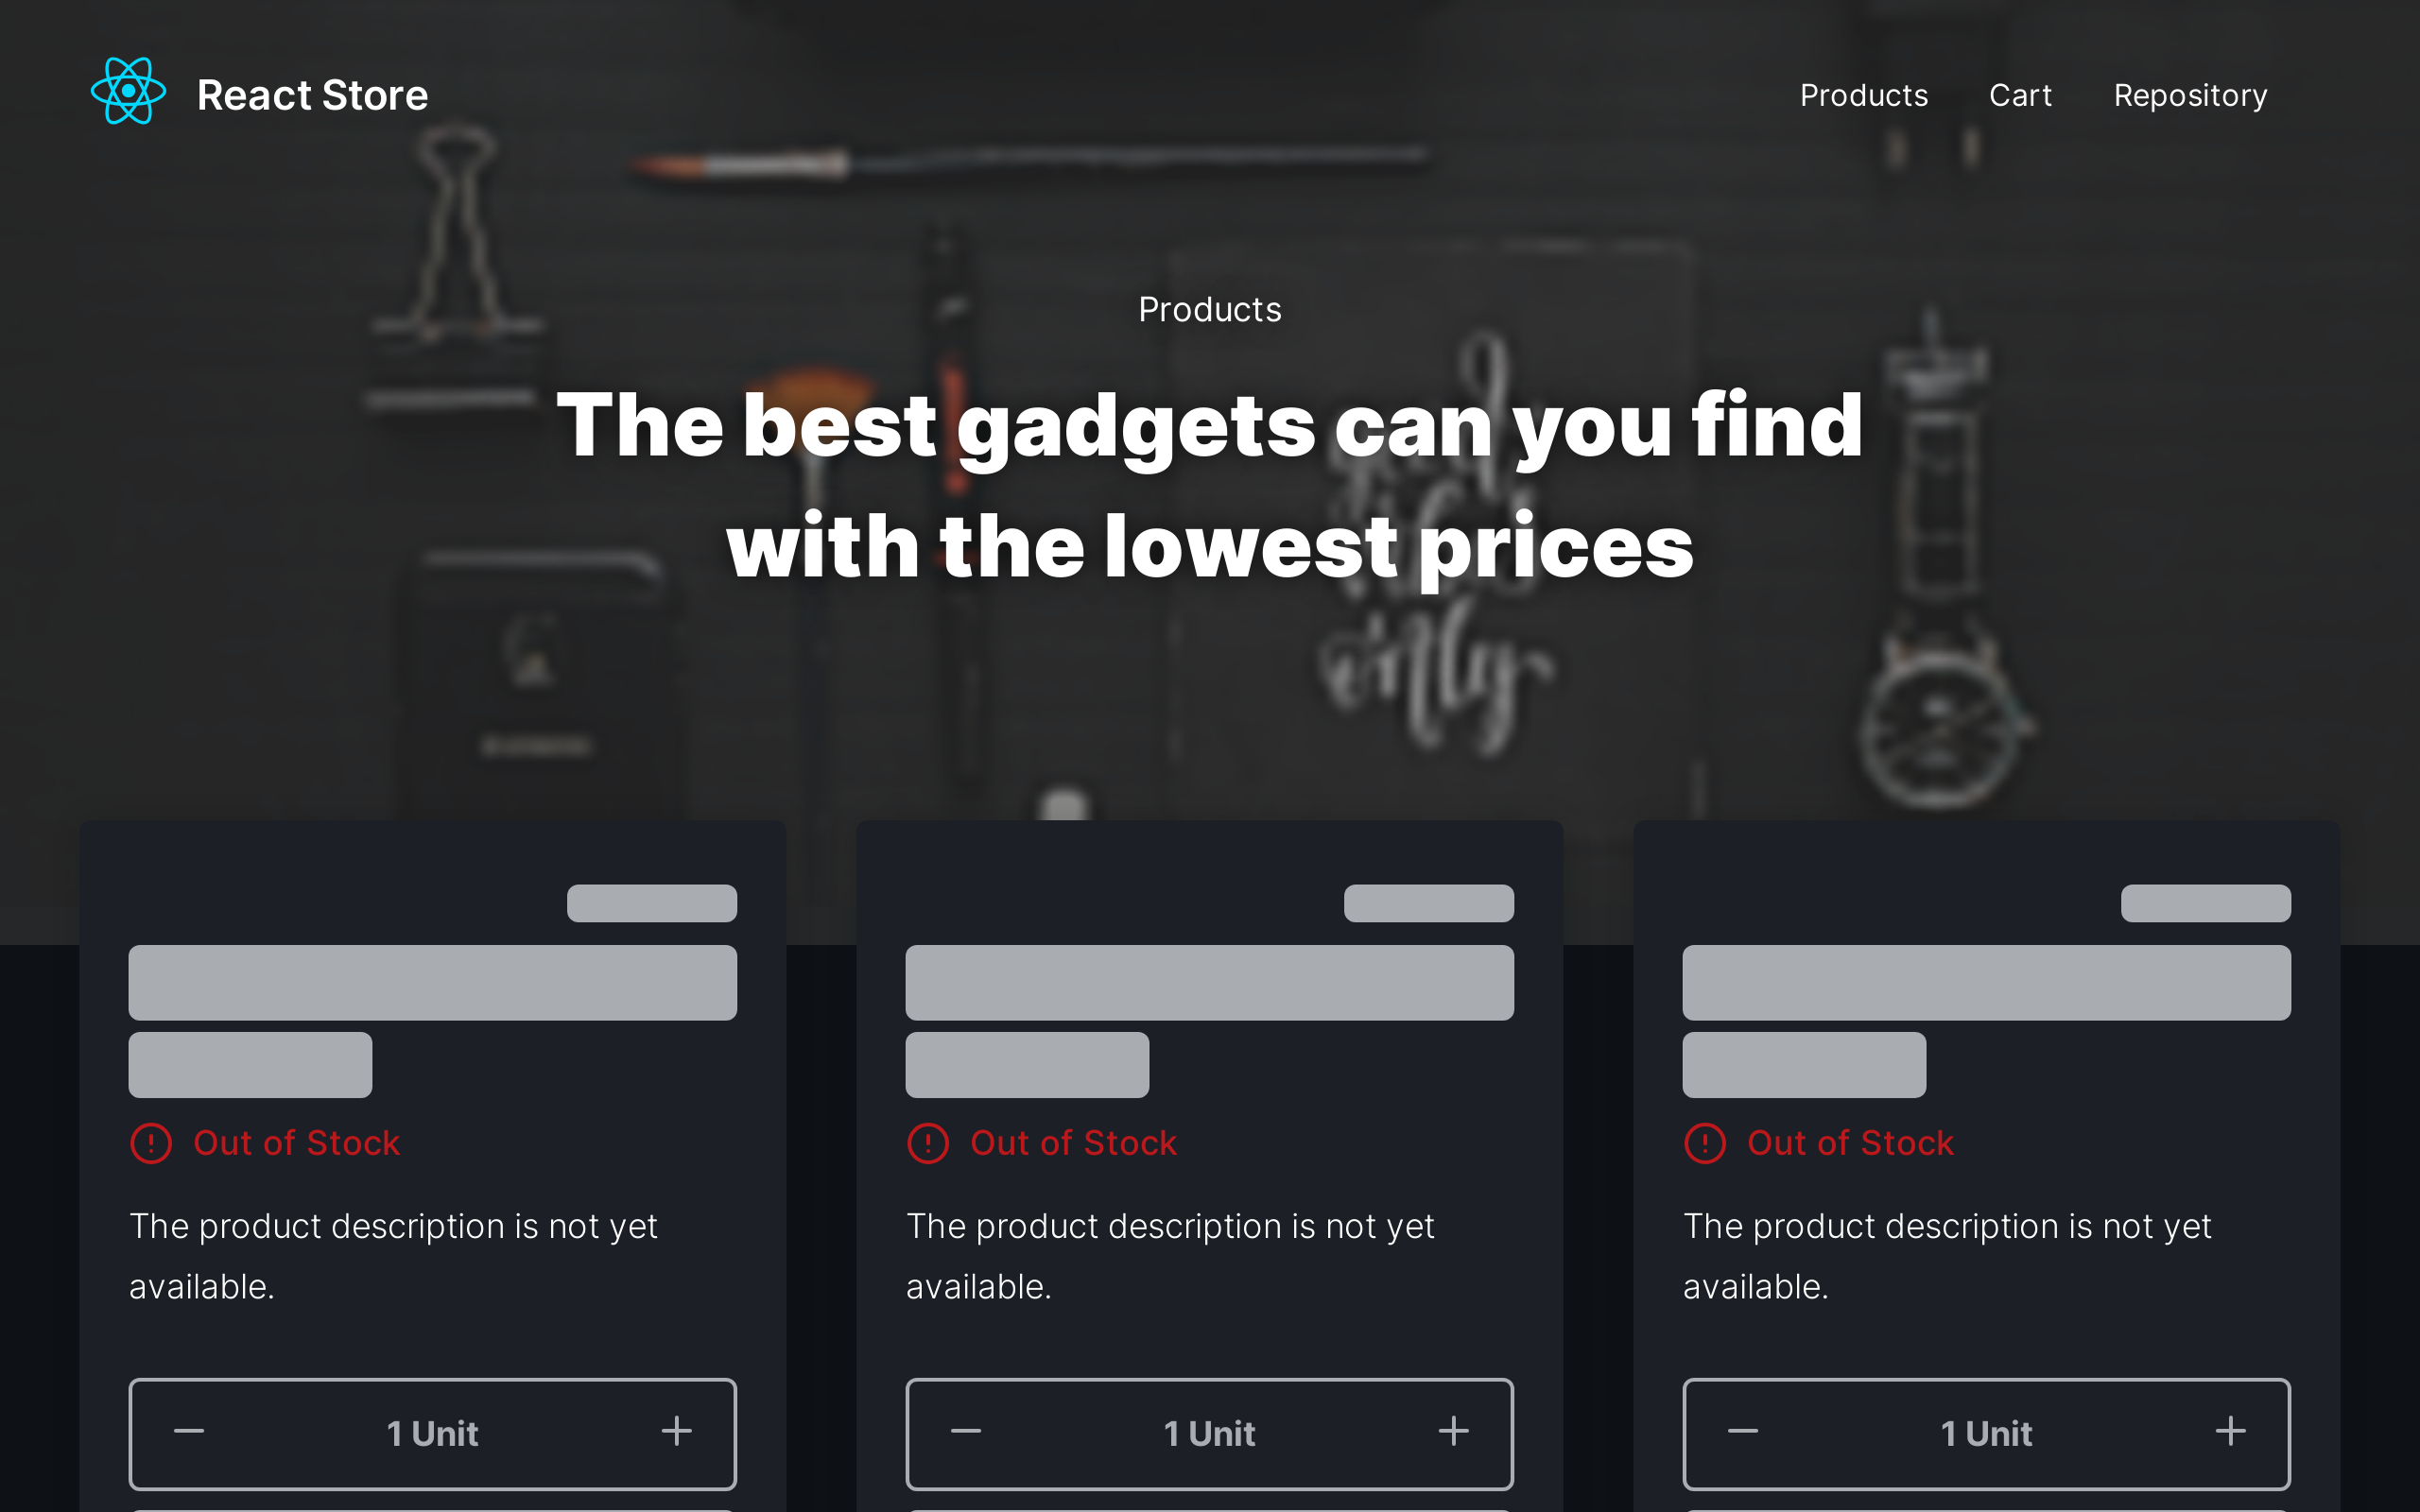 React Store
Products
Cart
Repository
Products
The best gadgets can you find
with the lowest prices
only
Out of Stock
The product description is not yet
available.
1 Unit
Out of Stock
The product description is not yet
available.
1 Unit
Out of Stock
The product description is not yet
available.
1 Unit